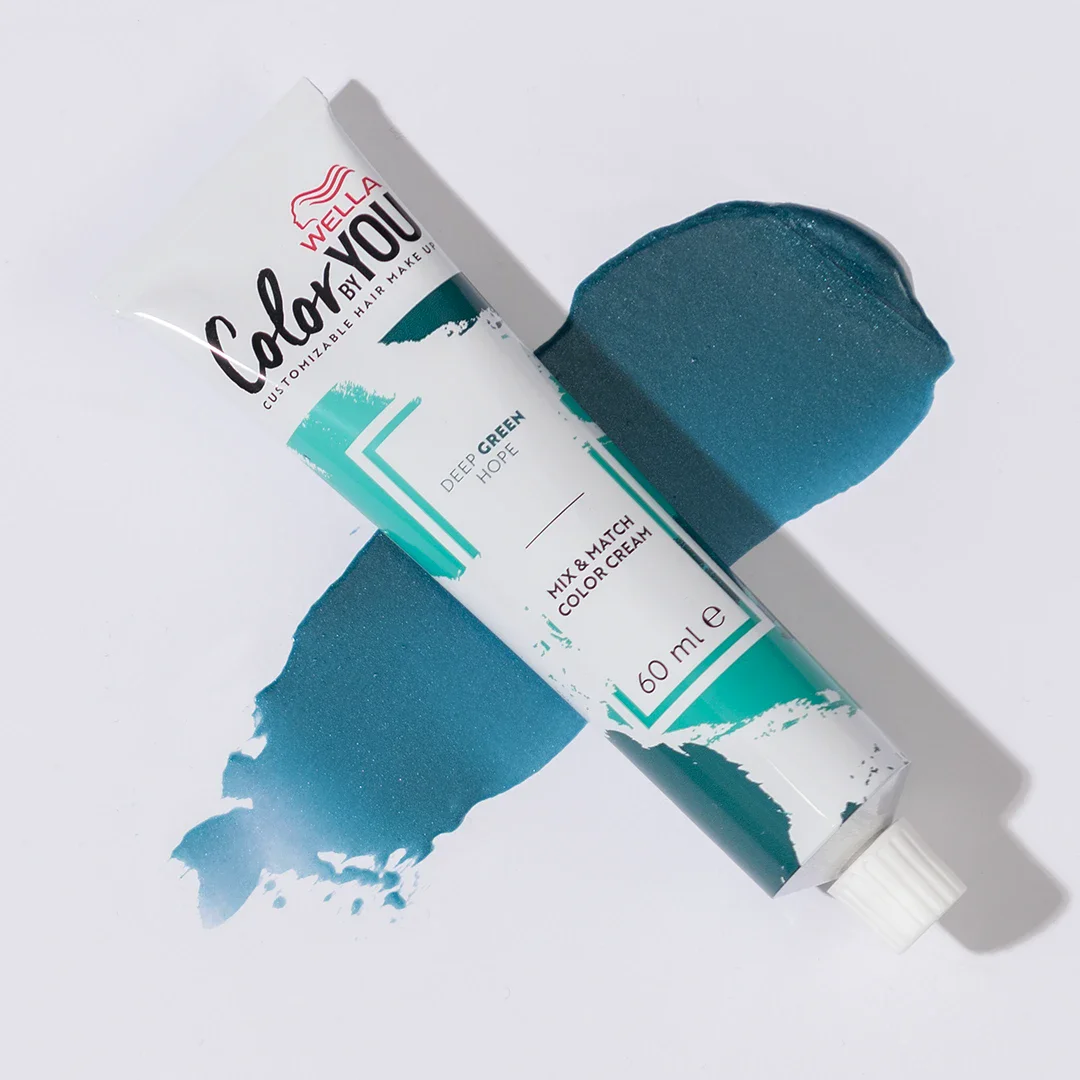 WELLA
Color BY YOU
CUSTOMIZABLE HAIR MAKE UP
DEEP GREEN
HOPE
MIX & MATCH
COLOR CREAM
60 ml ℮